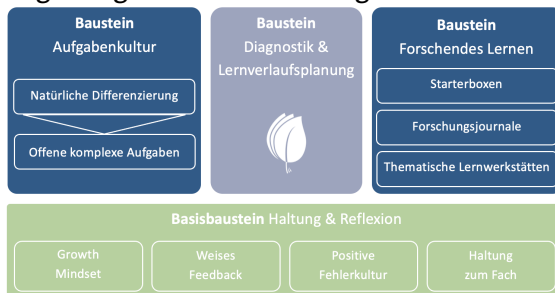 Baustein
Aufgabenkultur
Natürliche Differenzierung
Offene komplexe Aufgaben
Baustein
Diagnostik &
Lernverlaufsplanung
Baustein
Forschendes Lernen
Starterboxen
Forschungsjournale
Thematische Lernwerkstätten
Basisbaustein Haltung & Reflexion
Growth
Mindset
Weises
Feedback
Positive
Fehlerkultur
Haltung
zum Fach